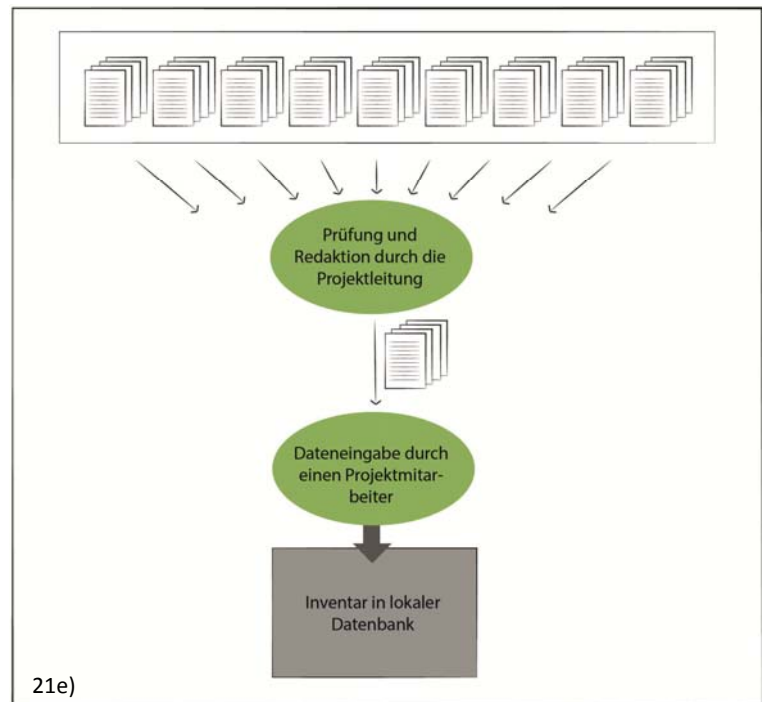 Prüfung und
Redaktion durch die
Projektleitung
Dateneingabe durch
einen Projektmitar-
beiter
Inventar in lokaler
Datenbank
21e)